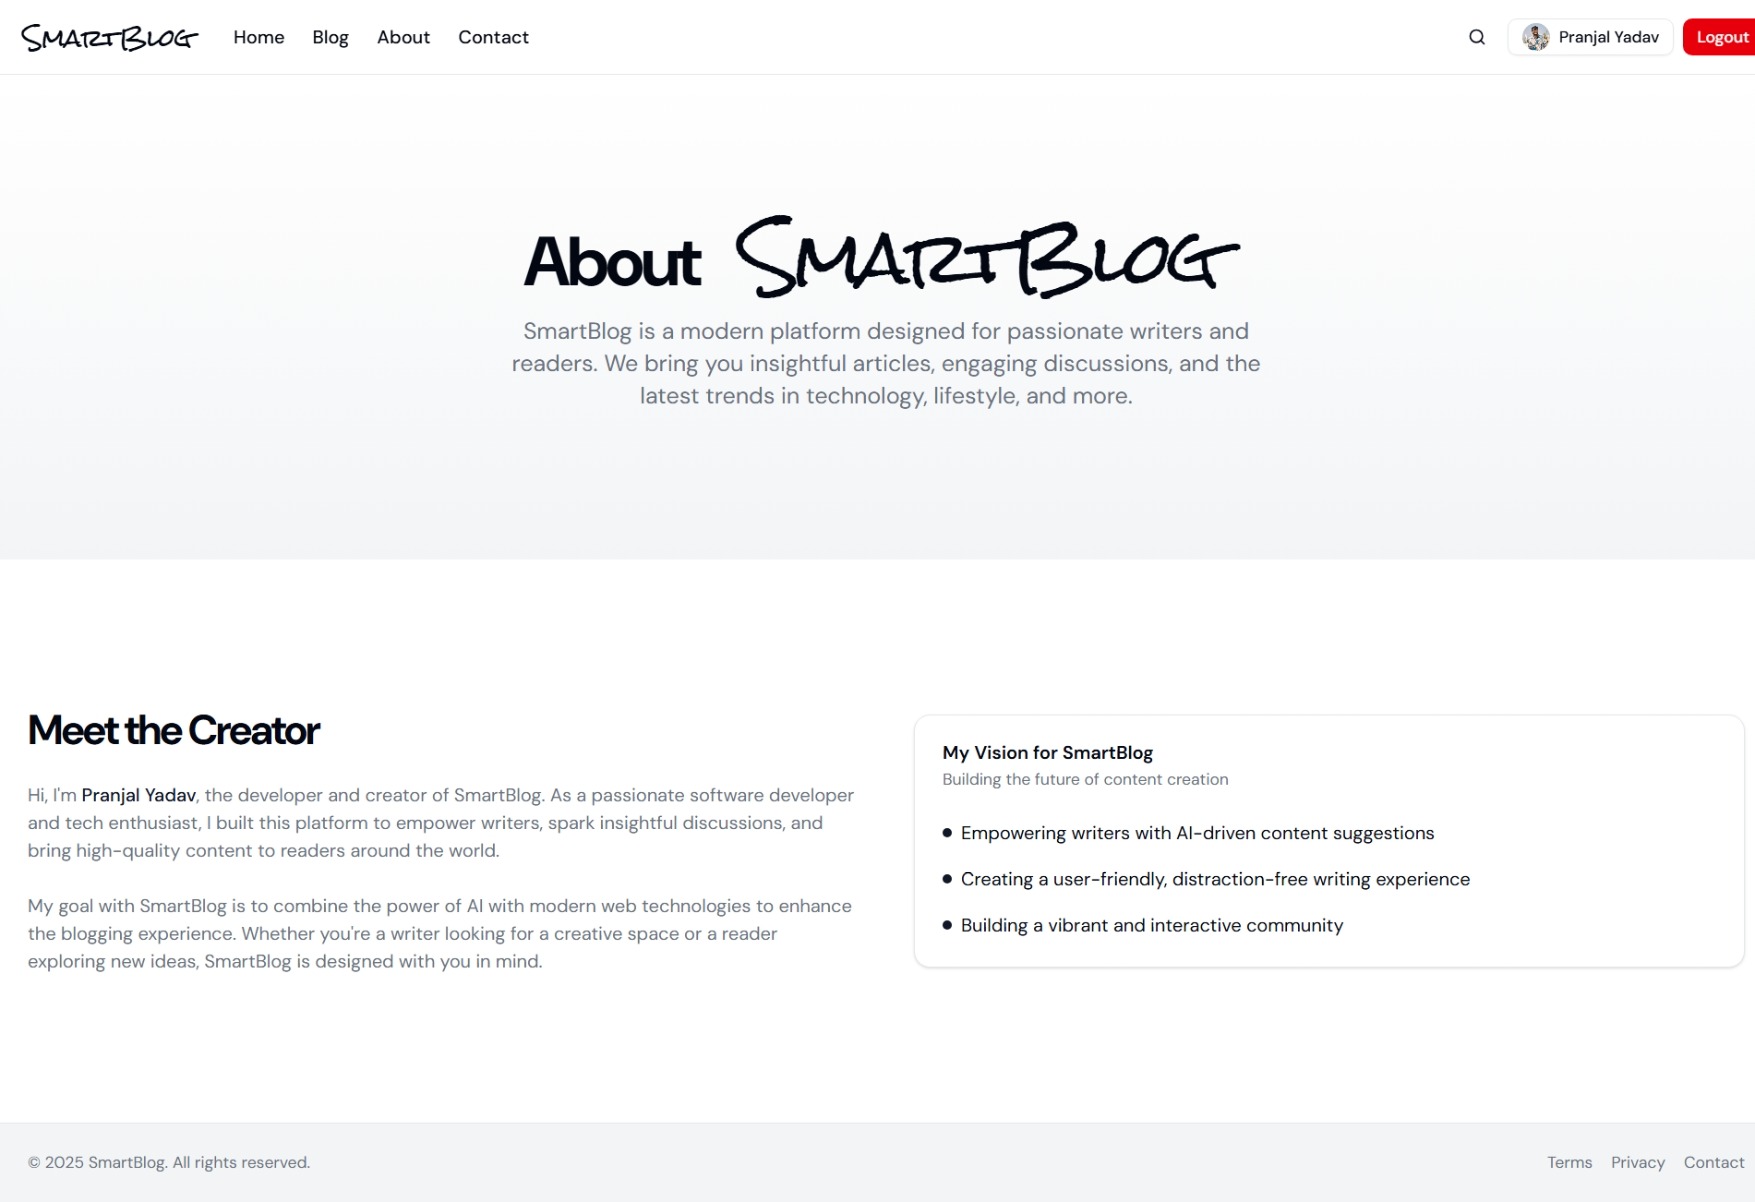 SmartBlog Home Blog About Contact Pranjal Yadav Logout
About SmartBlog
SmartBlog is a modern platform designed for passionate writers and
readers. We bring you insightful articles, engaging discussions, and the
latest trends in technology, lifestyle, and more.
Meet the Creator
Hi, I'm Pranjal Yadav, the developer and creator of SmartBlog. As a passionate software developer
and tech enthusiast, I built this platform to empower writers, spark insightful discussions, and
bring high-quality content to readers around the world.
My goal with SmartBlog is to combine the power of AI with modern web technologies to enhance
the blogging experience. Whether you're a writer looking for a creative space or a reader
exploring new ideas, SmartBlog is designed with you in mind.
My Vision for SmartBlog
Building the future of content creation
Empowering writers with AI-driven content suggestions
Creating a user-friendly, distraction-free writing experience
Building a vibrant and interactive community
© 2025 SmartBlog. All rights reserved. Terms Privacy Contact